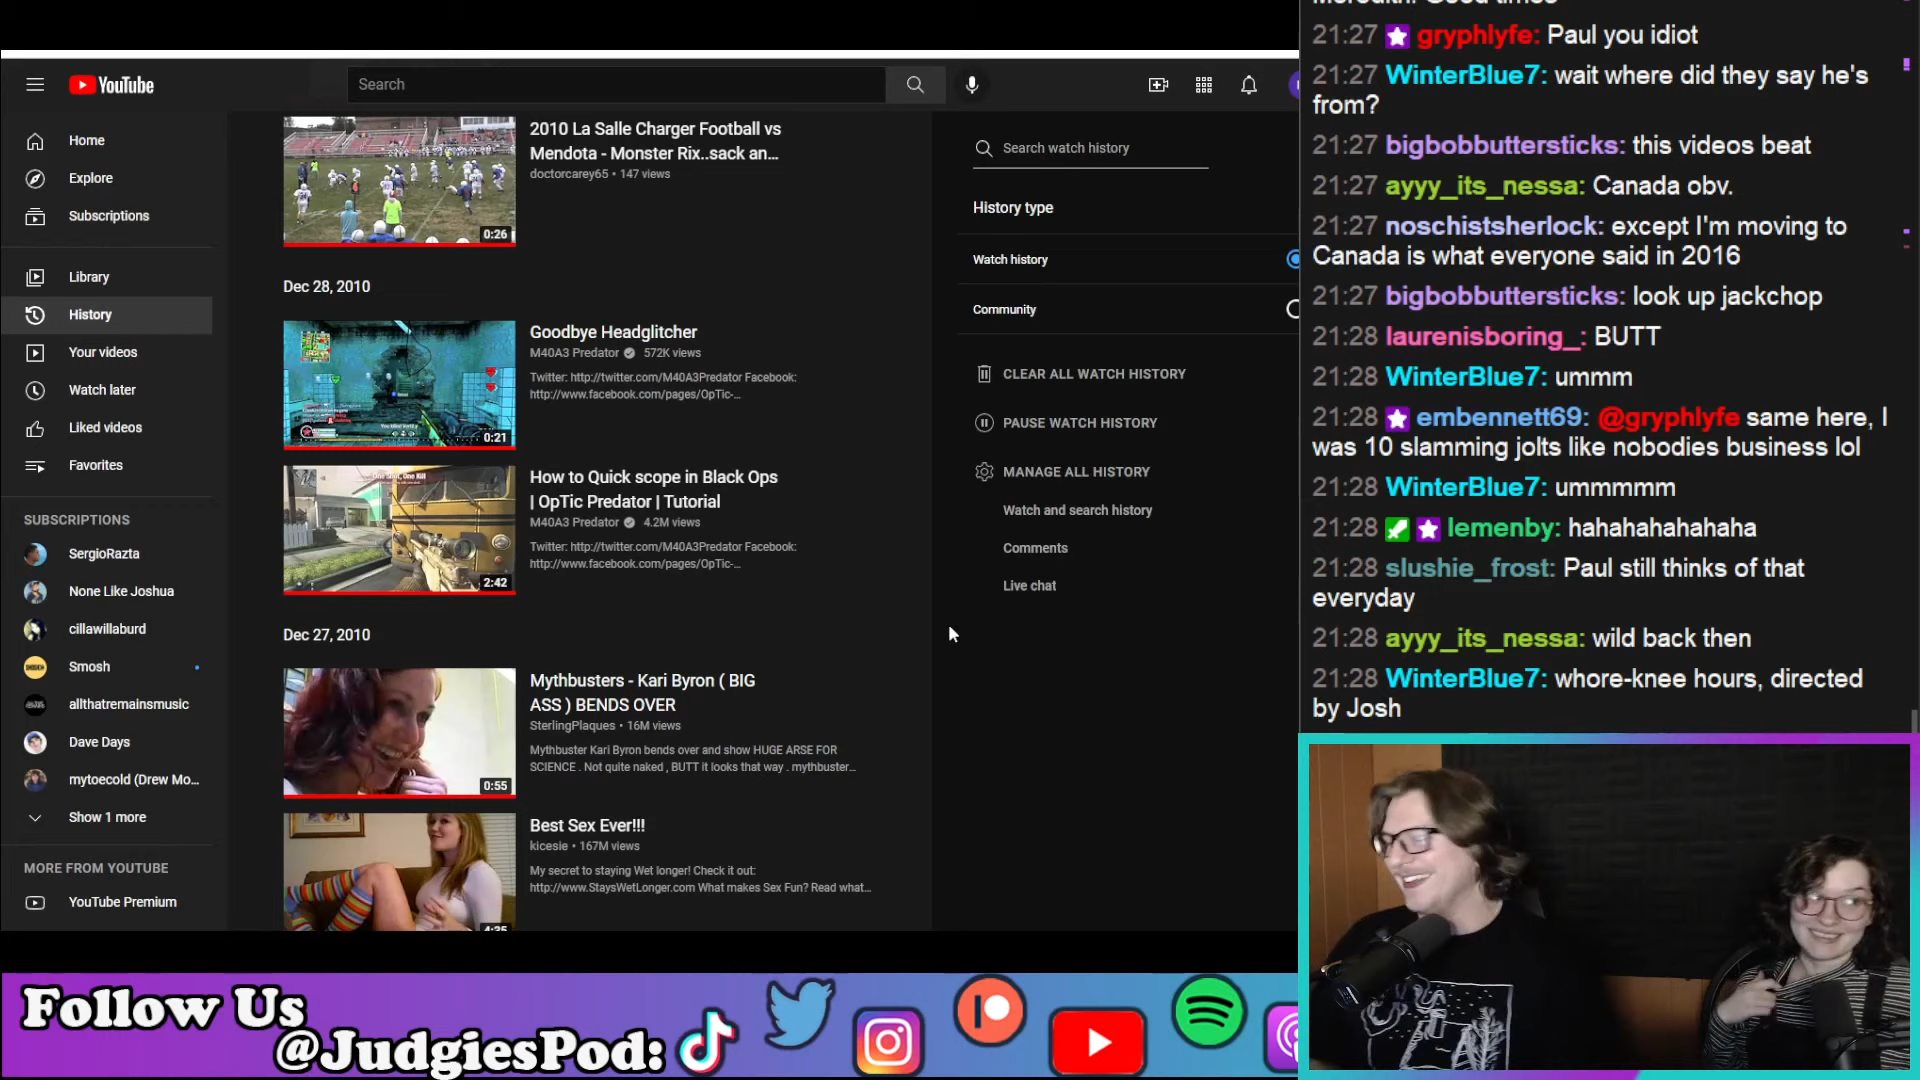 YouTube
Search
Home
Explore
Subscriptions
Library
History
Your videos
Watch later
Liked videos
Favorites
SUBSCRIPTIONS
SergioRazta
None Like Joshua
cillawillaburd
Smosh
allthatremainsmusic
Dave Days
mytoecold (Drew Mo...
Show 1 more
MORE FROM YOUTUBE
YouTube Premium
2010 La Salle Charger Football vs
Mendota - Monster Rix..sack an...
doctorcarey65 • 147 views
0:26
Dec 28, 2010
Goodbye Headglitcher
M40A3 Predator 572K views
Twitter: http://twitter.com/M40A3Predator Facebook:
http://www.facebook.com/pages/OpTic-...
0:21
How to Quick scope in Black Ops
| OpTic Predator | Tutorial
M40A3 Predator 4.2M views
Twitter: http://twitter.com/M40A3Predator Facebook:
http://www.facebook.com/pages/OpTic-...
2:42
Dec 27, 2010
Mythbusters - Kari Byron ( BIG
ASS ) BENDS OVER
SterlingPlaques • 16M views
Mythbuster Kari Byron bends over and show HUGE ARSE FOR
SCIENCE . Not quite naked , BUTT it looks that way . mythbuster...
0:55
Best Sex Ever!!!
kicesie • 167M views
My secret to staying Wet longer! Check it out:
http://www.StaysWetLonger.com What makes Sex Fun? Read what...
4:35
Search watch history
History type
Watch history
Community
CLEAR ALL WATCH HISTORY
PAUSE WATCH HISTORY
MANAGE ALL HISTORY
Watch and search history
Comments
Live chat
21:27 gryphlyfe: Paul you idiot
21:27 WinterBlue7: wait where did they say he's
from?
21:27 bigbobbuttersticks: this videos beat
21:27 ayyy_its_nessa: Canada obv.
21:27 noschistsherlock: except I'm moving to
Canada is what everyone said in 2016
21:27 bigbobbuttersticks: look up jackchop
21:28 laurenisboring_: BUTT
21:28 WinterBlue7: ummm
21:28 embennett69: @gryphlyfe same here, I
was 10 slamming jolts like nobodies business lol
21:28 WinterBlue7: ummmmm
21:28 lemenby: hahahahahahaha
21:28 slushie_frost: Paul still thinks of that
everyday
21:28 ayyy_its_nessa: wild back then
21:28 WinterBlue7: whore-knee hours, directed
by Josh
Follow Us
@JudgiesPod: